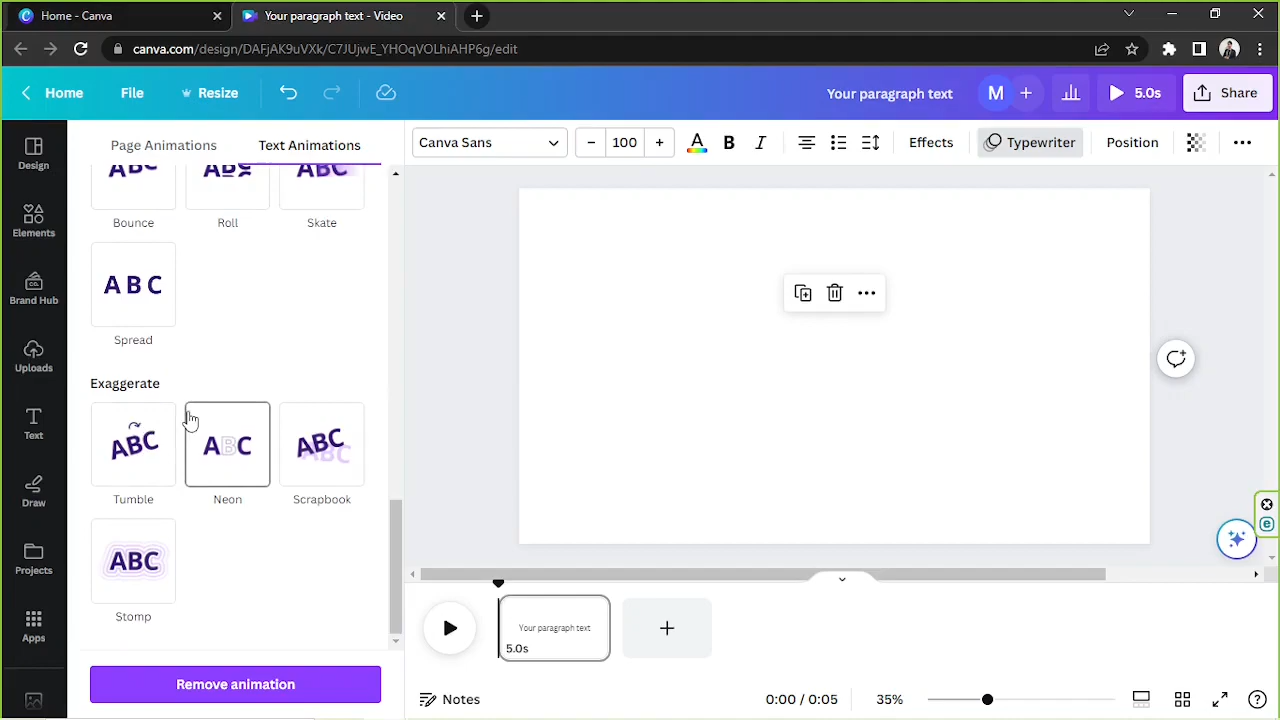 Home - Canva
Your paragraph text - Video
canva.com/design/DAFjAK9uVXk/C7JUjwE_YHOqVOLhiAHP6g/edit
Home
File
Resize
Your paragraph text
M
5.0s
Share
Design
Elements
Brand Hub
Uploads
Text
Draw
Projects
Apps
Page Animations
Text Animations
Canva Sans
100
A
B
I
Effects
Typewriter
Position
ABC
ABC
ABC
Bounce
Roll
Skate
ABC
Spread
Exaggerate
ABC
ABC
ABC
Tumble
Neon
Scrapbook
ABC
Stomp
Remove animation
Your paragraph text
5.0s
Notes
0:00 / 0:05
35%